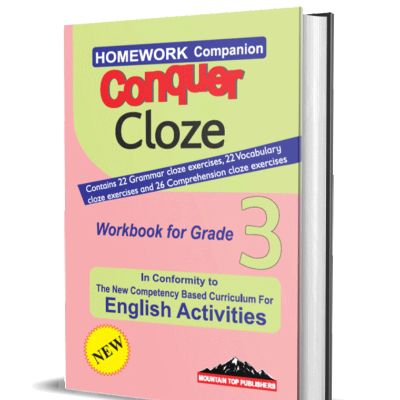 HOMEWORK Companion
Conquer
Cloze
Contains 22 Grammar cloze exercises, 22 Vocabulary
cloze exercises and 26 Comprehension cloze exercises
Workbook for Grade 3
In Conformity to
The New Competency Based Curriculum For
English Activities
NEW
MOUNTAIN TOP PUBLISHERS